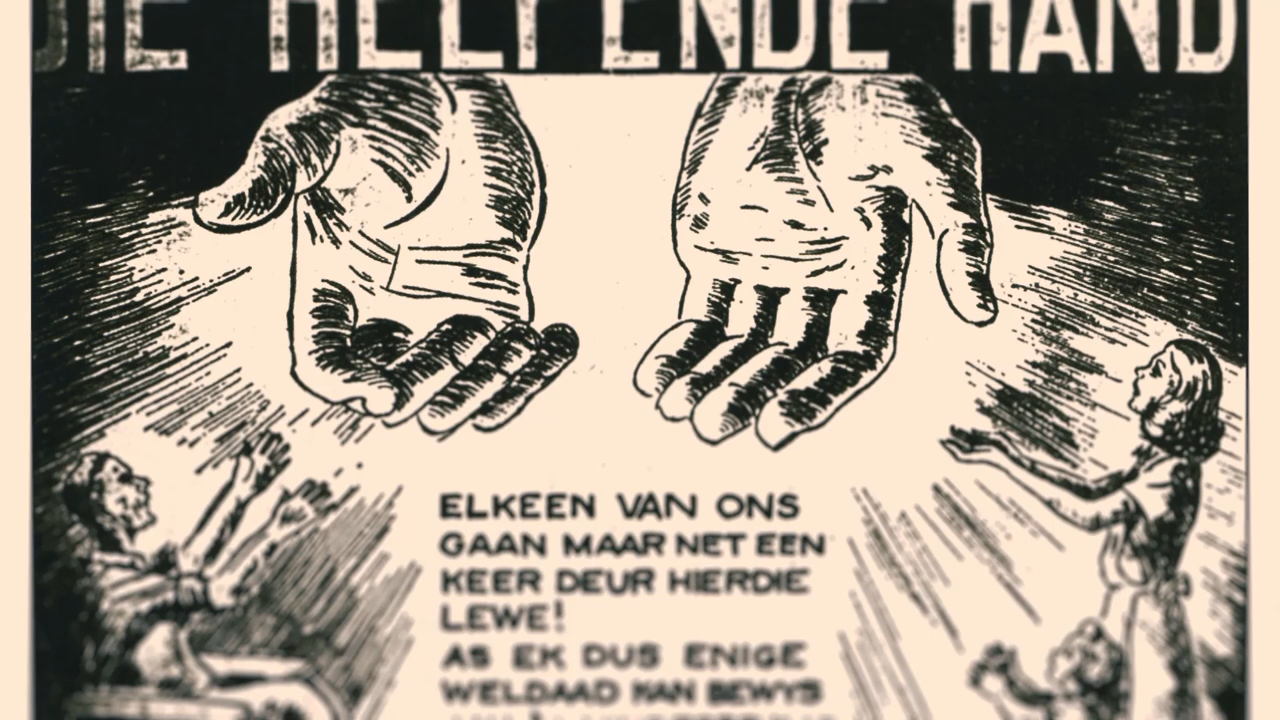 DIE HELPENDE HAND
ELKEEN VAN ONS
GAAN MAAR NET EEN
KEER DEUR HIERDIE
LEWE!
AS EK DUS ENIGE
WELDAAD KAN BEWYS